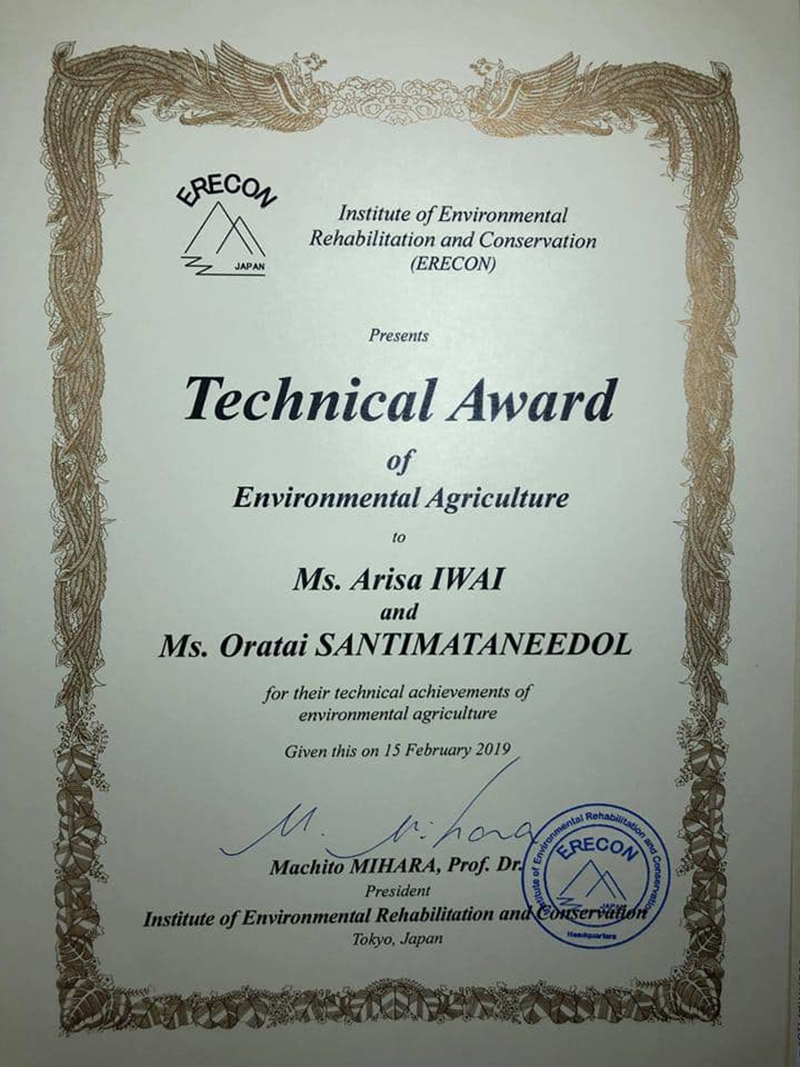 ERECON
JAPAN
Institute of Environmental
Rehabilitation and Conservation
(ERECON)
Presents
Technical Award
of
Environmental Agriculture
to
Ms. Arisa IWAI
and
Ms. Oratai SANTIMATANEEDOL
for their technical achievements of
environmental agriculture
Given this on 15 February 2019
M. Mihara
Machito MIHARA, Prof. Dr.
President
Institute of Environmental Rehabilitation and Conservation
Tokyo, Japan
Institute of Environmental Rehabilitation and Conservation
ERECON
JAPAN
Headquarters